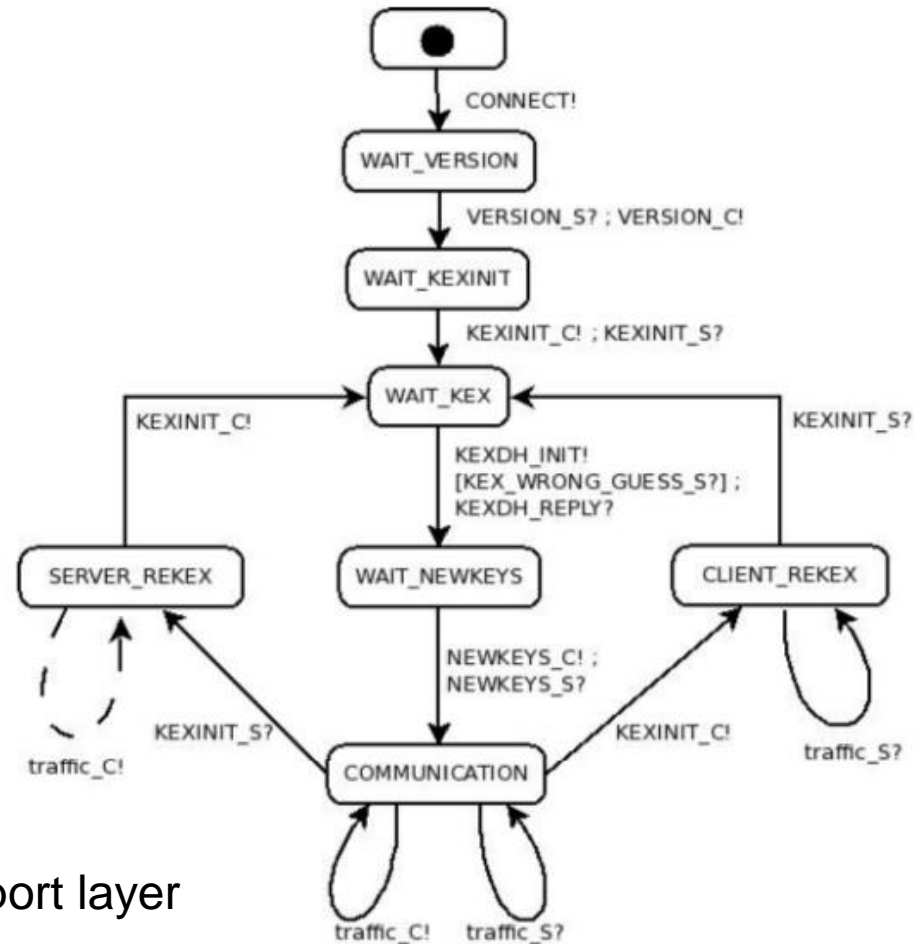 CONNECT!
WAIT_VERSION
VERSION_S? ; VERSION_C!
WAIT_KEXINIT
KEXINIT_C! ; KEXINIT_S?
WAIT_KEX
KEXINIT_C!
KEXINIT_S?
KEXDH_INIT!
[KEX_WRONG_GUESS_S?] ;
KEXDH_REPLY?
SERVER_REKEX
WAIT_NEWKEYS
CLIENT_REKEX
NEWKEYS_C! ;
NEWKEYS_S?
KEXINIT_S?
KEXINIT_C!
traffic_C!
traffic_S?
COMMUNICATION
layer
traffic_C!
traffic_S?